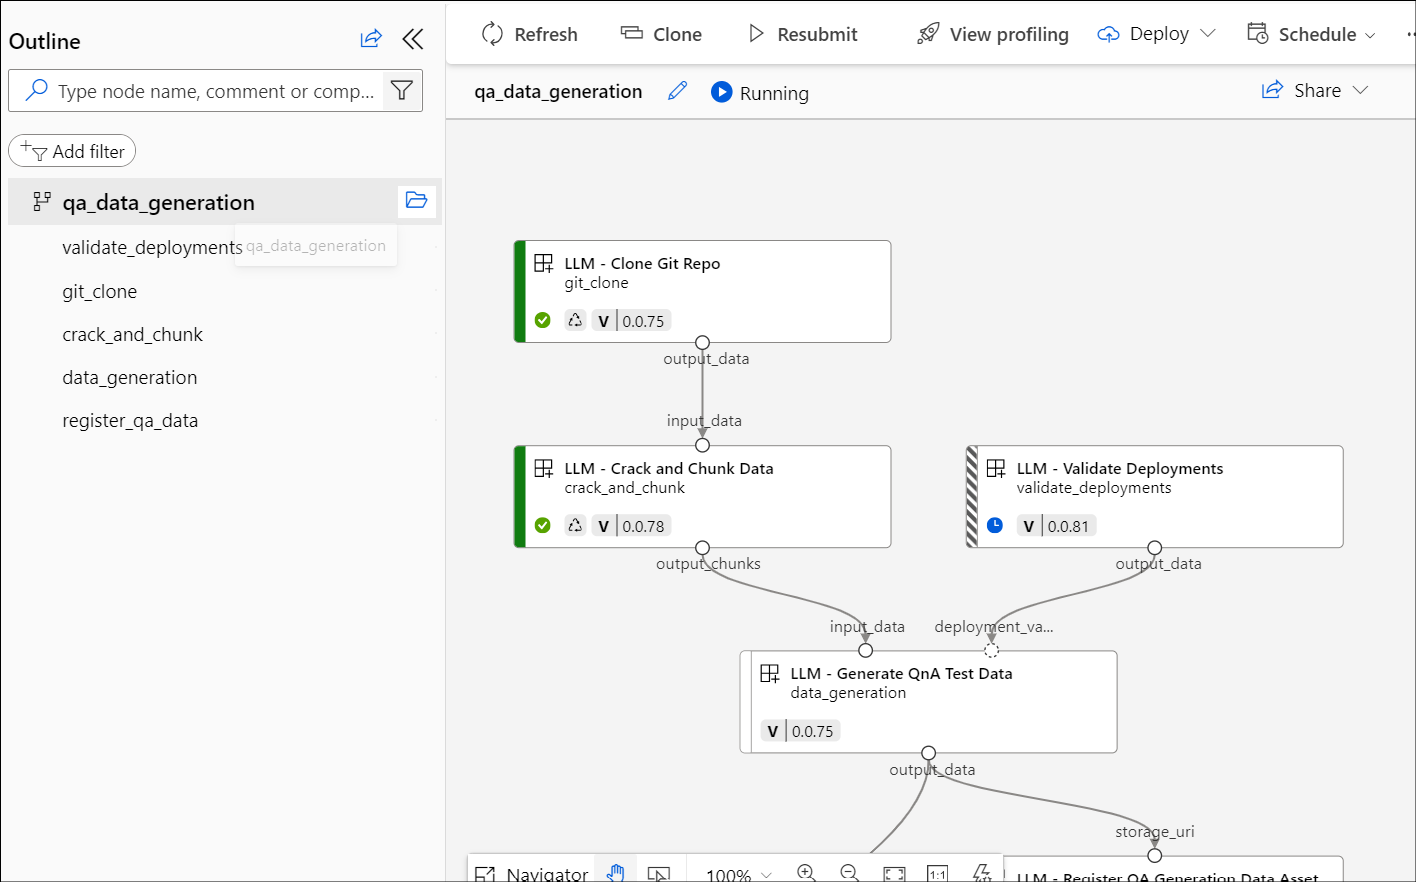 Outline
Type node name, comment or comp...
Add filter
qa_data_generation
validate_deployments
qa_data_generation
git_clone
crack_and_chunk
data_generation
register_qa_data
Refresh
Clone
Resubmit
View profiling
Deploy
Schedule
qa_data_generation
Running
Share
LLM - Clone Git Repo
git_clone
V 0.0.75
output_data
input_data
LLM - Crack and Chunk Data
crack_and_chunk
V 0.0.78
output_chunks
LLM - Validate Deployments
validate_deployments
V 0.0.81
output_data
input_data
deployment_va...
LLM - Generate QnA Test Data
data_generation
V 0.0.75
output_data
storage_uri
Navigator
100%
1:1
LLM - Register QA Generation Data Asset